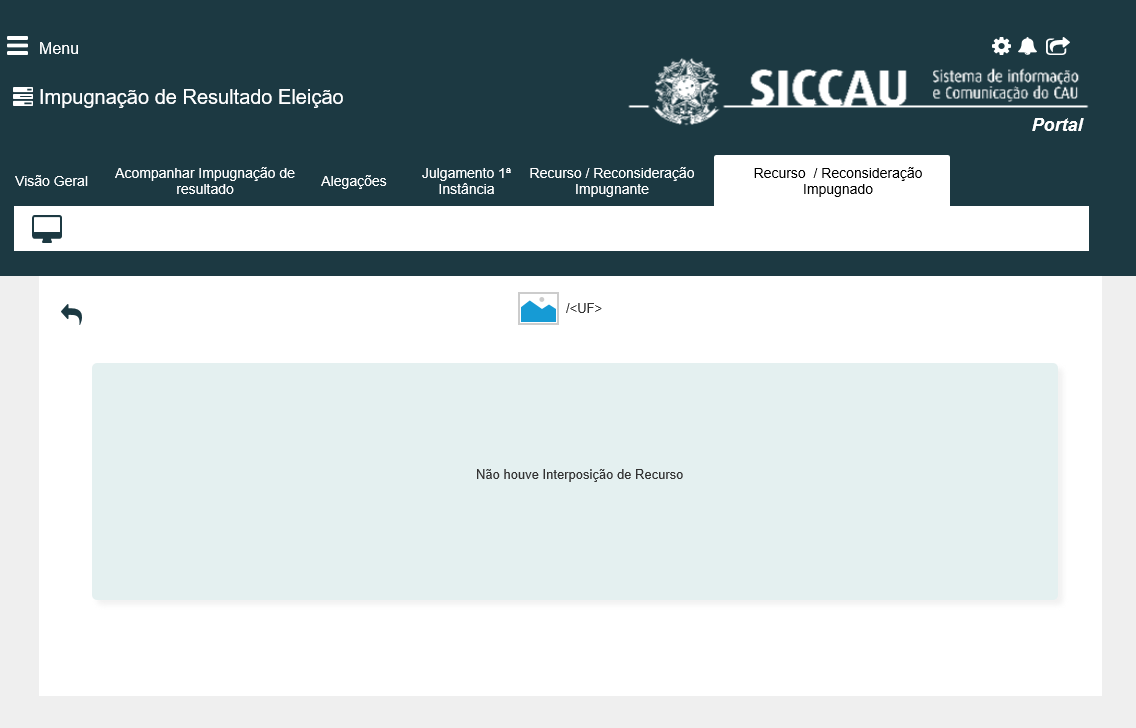 Menu
Impugnação de Resultado Eleição
SICCAU
Sistema de informação
e Comunicação do CAU
Portal
Visão Geral
Acompanhar Impugnação de
resultado
Alegações
Julgamento 1ª
Instância
Recurso / Reconsideração
Impugnante
Recurso  / Reconsideração
Impugnado
/<UF>
Não houve Interposição de Recurso